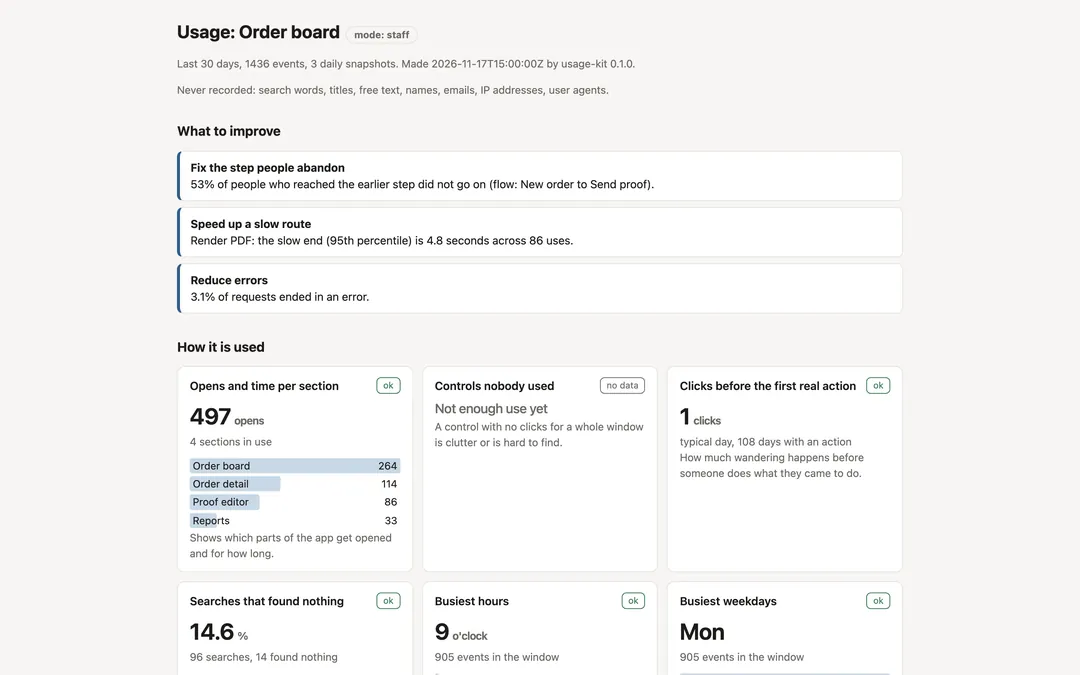 Usage: Order board mode: staff
Last 30 days, 1436 events, 3 daily snapshots. Made 2026-11-17T15:00:00Z by usage-kit 0.1.0.
Never recorded: search words, titles, free text, names, emails, IP addresses, user agents.
What to improve
Fix the step people abandon
53% of people who reached the earlier step did not go on (flow: New order to Send proof).
Speed up a slow route
Render PDF: the slow end (95th percentile) is 4.8 seconds across 86 uses.
Reduce errors
3.1% of requests ended in an error.
How it is used
Opens and time per section ok
497 opens
4 sections in use
Order board 264
Order detail 114
Proof editor 86
Reports 33
Shows which parts of the app get opened
and for how long.
Controls nobody used no data
Not enough use yet
A control with no clicks for a whole window
is clutter or is hard to find.
Clicks before the first real action ok
1 clicks
typical day, 108 days with an action
How much wandering happens before
someone does what they came to do.
Searches that found nothing ok
14.6 %
96 searches, 14 found nothing
Busiest hours ok
9 o'clock
905 events in the window
Busiest weekdays ok
Mon
905 events in the window